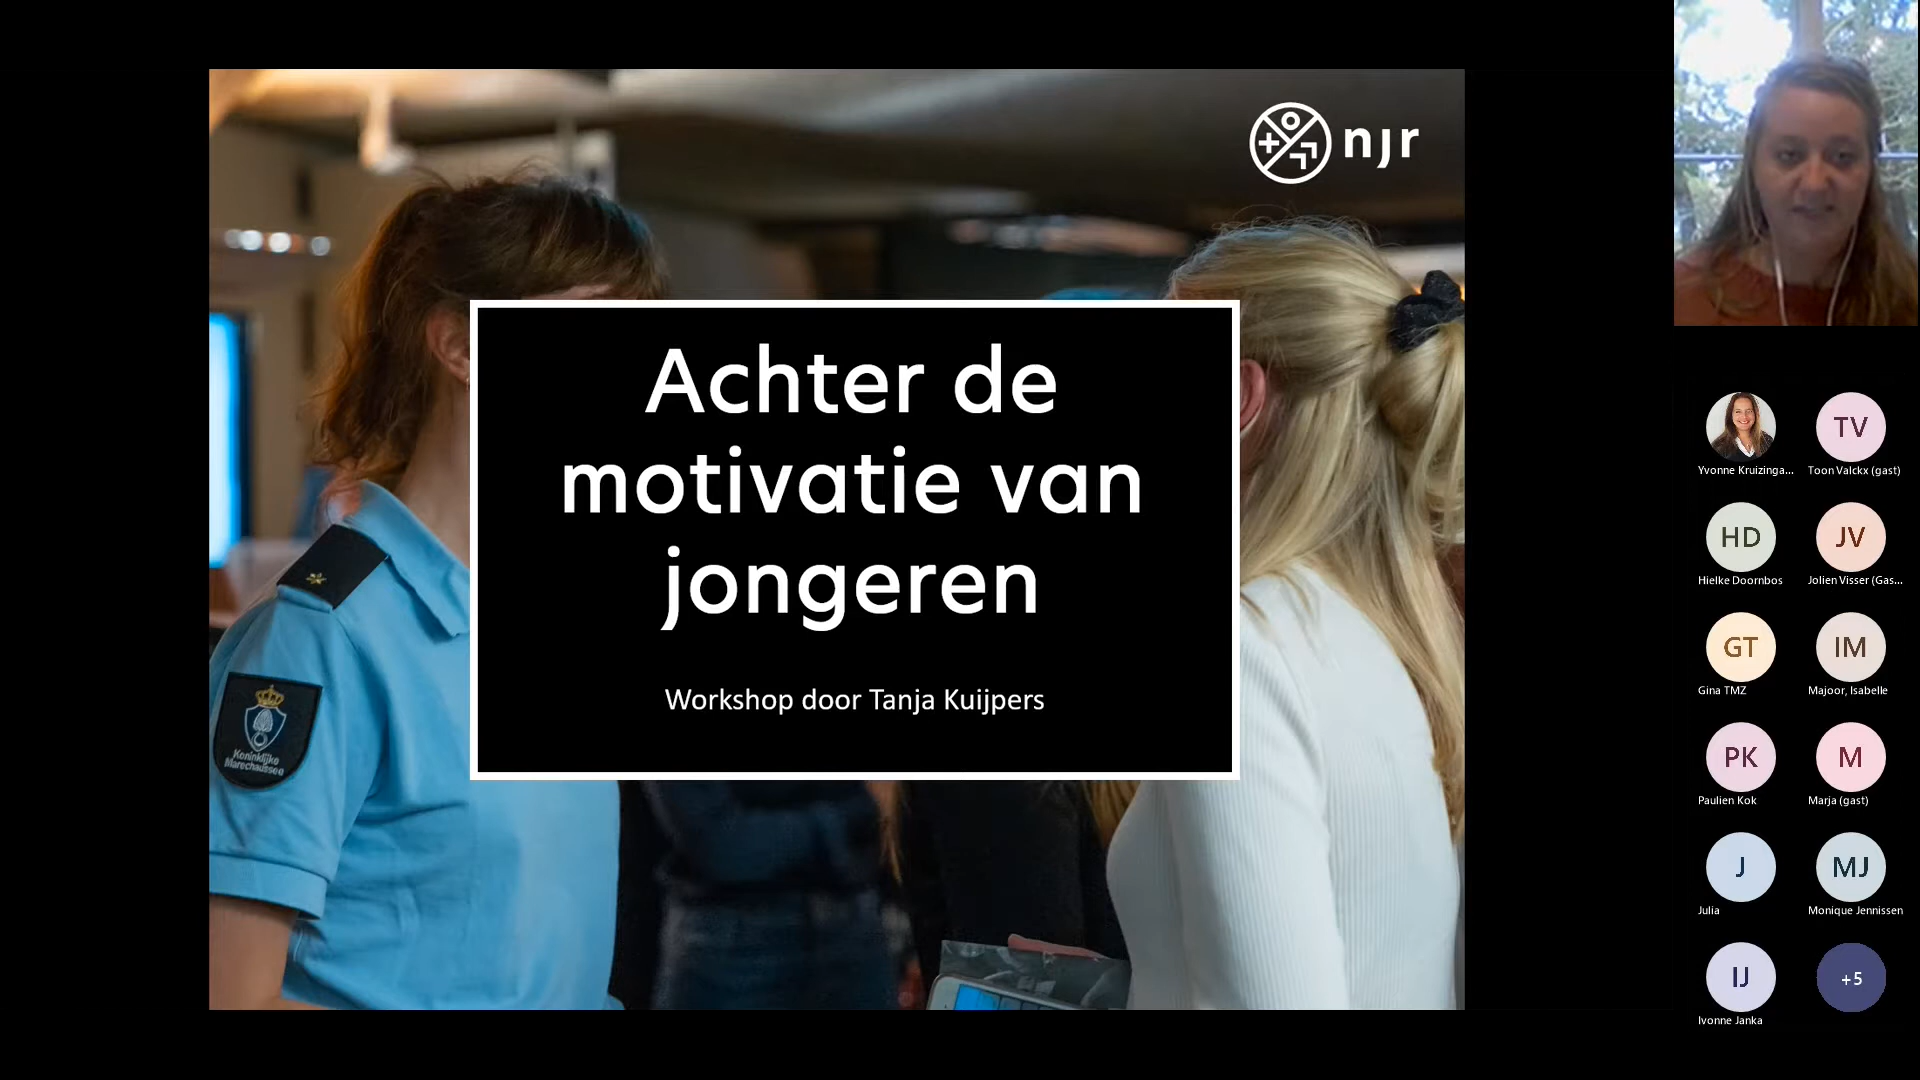 njr
Achter de
motivatie van
jongeren
Workshop door Tanja Kuijpers
Koninklijke
Marechaussee
Yvonne Kruizinga...
TV
Toon Valckx (gast)
HD
Hielke Doornbos
JV
Jolien Visser (Gas...
GT
Gina TMZ
IM
Majoor, Isabelle
PK
Paulien Kok
M
Marja (gast)
J
Julia
MJ
Monique Jennissen
IJ
Ivonne Janka
+5